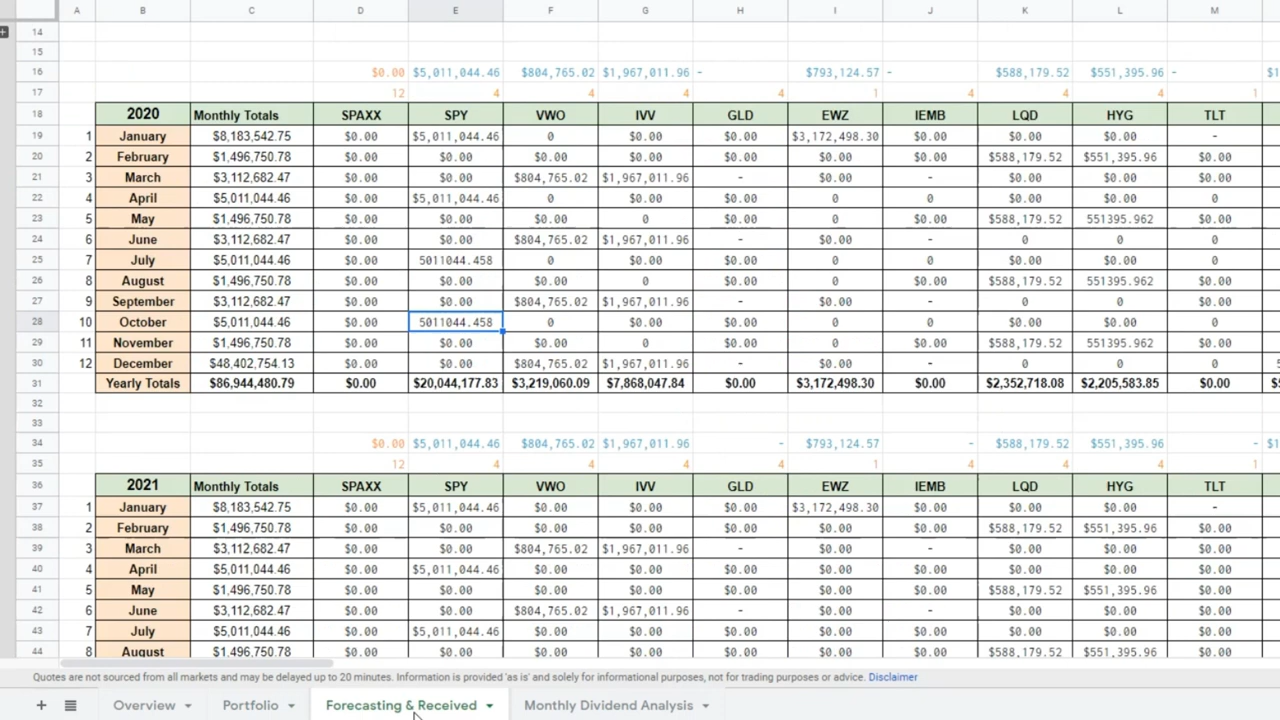 A B C D E F G H I J K L M
14
15
16 $0.00 $5,011,044.46 $804,765.02 $1,967,011.96 - $793,124.57 - $588,179.52 $551,395.96 -
17 12 4 4 4 4 1 4 4 4 1
18 2020 Monthly Totals SPAXX SPY VWO IVV GLD EWZ IEMB LQD HYG TLT
19 1 January $8,183,542.75 $0.00 $5,011,044.46 0 $0.00 $0.00 $3,172,498.30 $0.00 $0.00 $0.00 -
20 2 February $1,496,750.78 $0.00 $0.00 $0.00 $0.00 $0.00 $0.00 $0.00 $588,179.52 $551,395.96 $0.00
21 3 March $3,112,682.47 $0.00 $0.00 $804,765.02 $1,967,011.96 - $0.00 - $0.00 $0.00 $0.00
22 4 April $5,011,044.46 $0.00 $5,011,044.46 0 $0.00 $0.00 0 $0.00 0 0 0
23 5 May $1,496,750.78 $0.00 $0.00 $0.00 0 $0.00 0 $0.00 $588,179.52 551395.962 0
24 6 June $3,112,682.47 $0.00 $0.00 $804,765.02 $1,967,011.96 - $0.00 - 0 0 0
25 7 July $5,011,044.46 $0.00 5011044.458 0 $0.00 $0.00 0 $0.00 $0.00 0 0
26 8 August $1,496,750.78 $0.00 $0.00 $0.00 0 $0.00 0 $0.00 $588,179.52 551395.962 0
27 9 September $3,112,682.47 $0.00 $0.00 $804,765.02 $1,967,011.96 - $0.00 - 0 0 0
28 10 October $5,011,044.46 $0.00 5011044.458 0 $0.00 $0.00 0 $0.00 0 $0.00 0
29 11 November $1,496,750.78 $0.00 $0.00 $0.00 0 $0.00 0 $0.00 $588,179.52 551395.962 0
30 12 December $48,402,754.13 $0.00 $0.00 $804,765.02 $1,967,011.96 - $0.00 - 0 0 $0.00
31 Yearly Totals $86,944,480.79 $0.00 $20,044,177.83 $3,219,060.09 $7,868,047.84 $0.00 $3,172,498.30 $0.00 $2,352,718.08 $2,205,583.85 $0.00
32
33
34 $0.00 $5,011,044.46 $804,765.02 $1,967,011.96 - $793,124.57 - $588,179.52 $551,395.96 -
35 12 4 4 4 4 1 4 4 4 1
36 2021 Monthly Totals SPAXX SPY VWO IVV GLD EWZ IEMB LQD HYG TLT
37 1 January $8,183,542.75 $0.00 $5,011,044.46 $0.00 $0.00 $0.00 $3,172,498.30 $0.00 $0.00 $0.00 -
38 2 February $1,496,750.78 $0.00 $0.00 $0.00 $0.00 $0.00 $0.00 $0.00 $588,179.52 $551,395.96 $0.00
39 3 March $3,112,682.47 $0.00 $0.00 $804,765.02 $1,967,011.96 - $0.00 - $0.00 $0.00 $0.00
40 4 April $5,011,044.46 $0.00 $5,011,044.46 $0.00 $0.00 $0.00 $0.00 $0.00 $0.00 $0.00 $0.00
41 5 May $1,496,750.78 $0.00 $0.00 $0.00 $0.00 $0.00 $0.00 $0.00 $588,179.52 $551,395.96 $0.00
42 6 June $3,112,682.47 $0.00 $0.00 $804,765.02 $1,967,011.96 - $0.00 - $0.00 $0.00 $0.00
43 7 July $5,011,044.46 $0.00 $5,011,044.46 $0.00 $0.00 $0.00 $0.00 $0.00 $0.00 $0.00 $0.00
44 8 August $1,496,750.78 $0.00 $0.00 $0.00 $0.00 $0.00 $0.00 $0.00 $588,179.52 $551,395.96 $0.00
Quotes are not sourced from all markets and may be delayed up to 20 minutes. Information is provided 'as is' and solely for informational purposes, not for trading purposes or advice. Disclaimer
Overview Portfolio Forecasting & Received Monthly Dividend Analysis